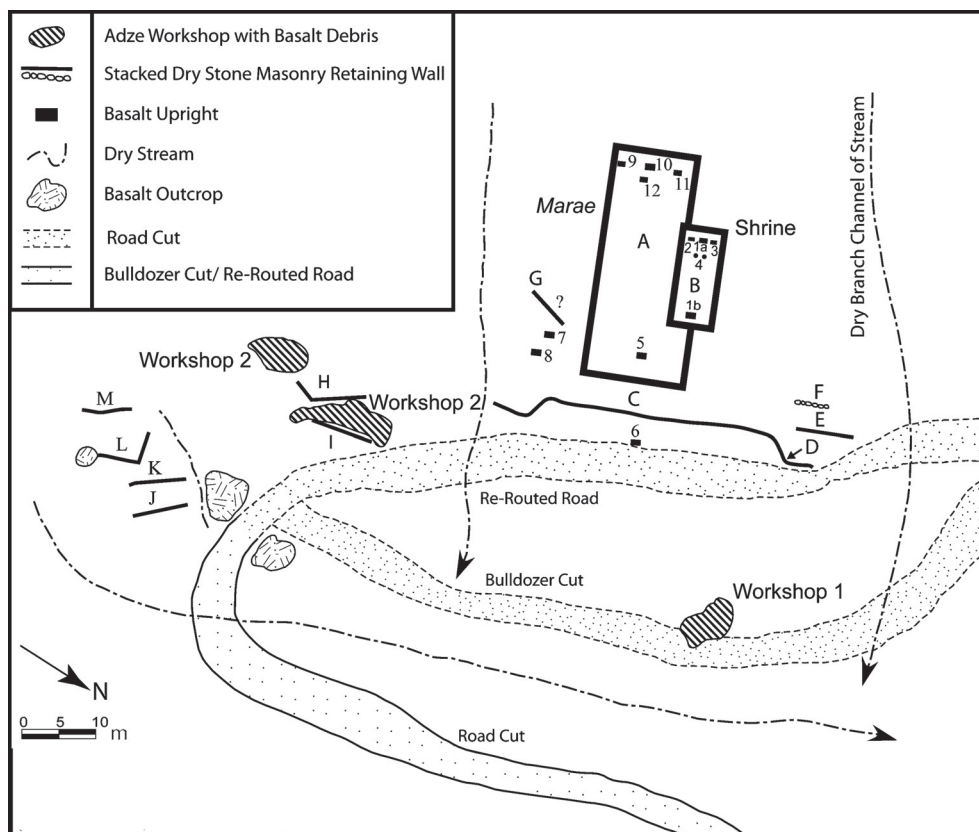 Adze Workshop with Basalt Debris
Stacked Dry Stone Masonry Retaining Wall
Basalt Upright
Dry Stream
Basalt Outcrop
Road Cut
Bulldozer Cut/ Re-Routed Road
Dry Branch Channel of Stream
9
10
11
12
Marae
Shrine
A
2
1a
3
4
B
1b
G
?
7
8
5
Workshop 2
H
Workshop 2
I
C
6
F
E
D
M
L
K
J
Re-Routed Road
Bulldozer Cut
Workshop 1
N
0 5 10
m
Road Cut